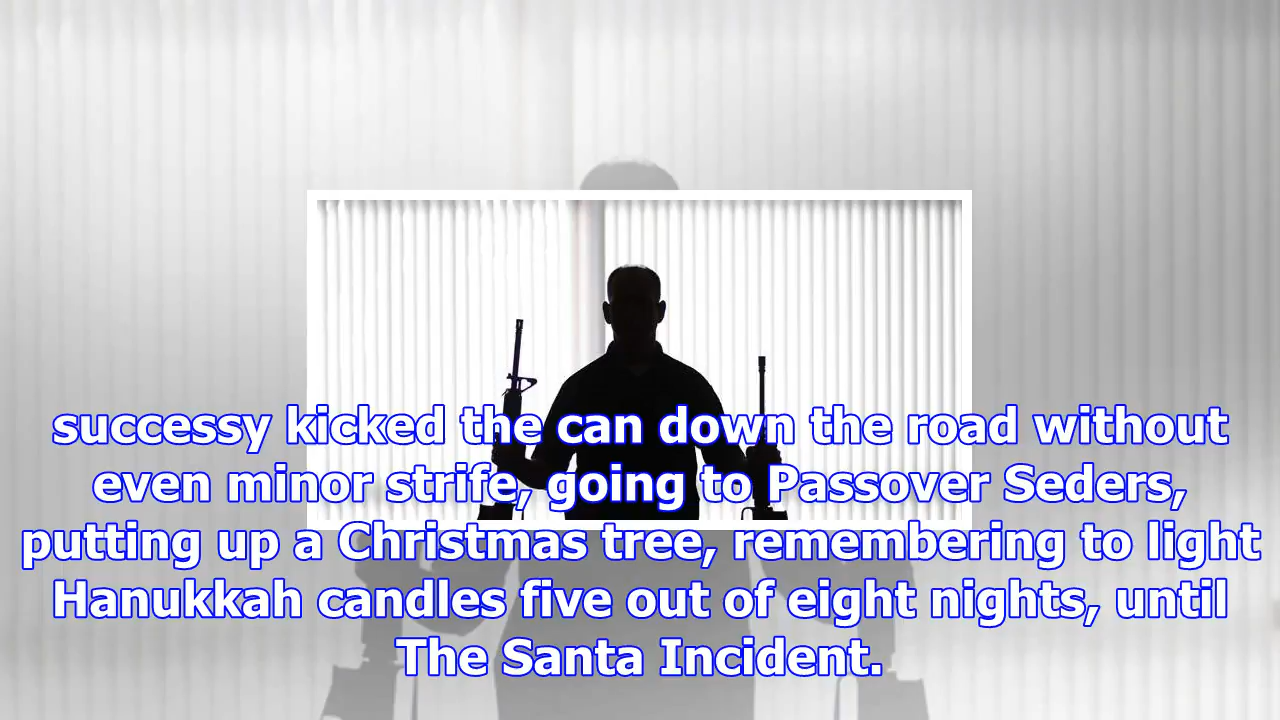 successy kicked the can down the road without
even minor strife, going to Passover Seders,
putting up a Christmas tree, remembering to light
Hanukkah candles five out of eight nights, until
The Santa Incident.